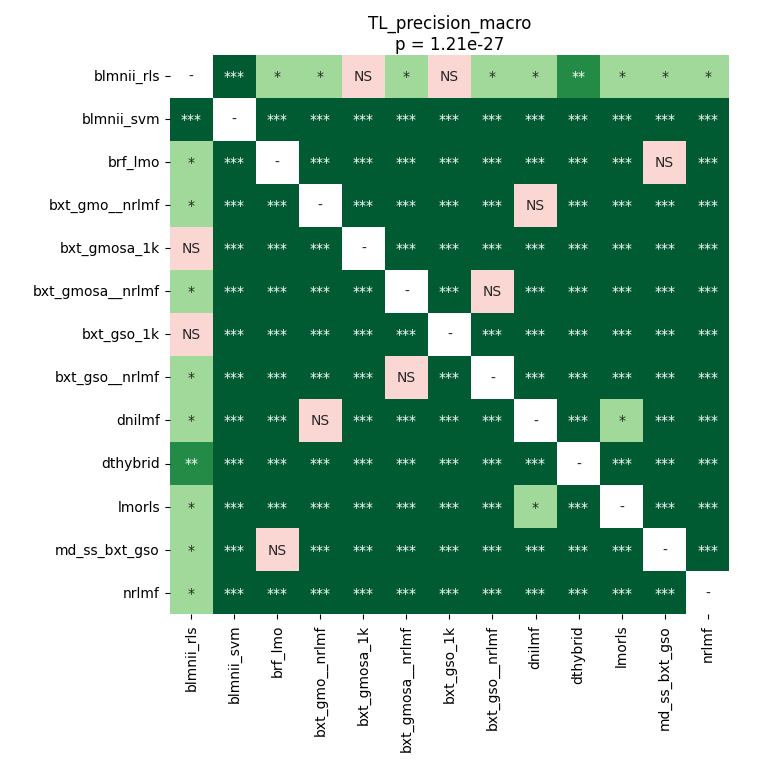 TL_precision_macro
p = 1.21e-27
blmnii_rls - *** * * NS * NS * * ** * * *
blmnii_svm *** - *** *** *** *** *** *** *** *** *** *** ***
brf_lmo * *** - *** *** *** *** *** *** *** *** NS ***
bxt_gmo__nrlmf * *** *** - *** *** *** *** NS *** *** *** ***
bxt_gmosa_1k NS *** *** *** - *** *** *** *** *** *** *** ***
bxt_gmosa__nrlmf * *** *** *** *** - *** NS *** *** *** *** ***
bxt_gso_1k NS *** *** *** *** *** - *** *** *** *** *** ***
bxt_gso__nrlmf * *** *** *** *** NS *** - *** *** *** *** ***
dnilmf * *** *** NS *** *** *** *** - *** * *** ***
dthybrid ** *** *** *** *** *** *** *** *** - *** *** ***
lmorls * *** *** *** *** *** *** *** * *** - *** ***
md_ss_bxt_gso * *** NS *** *** *** *** *** *** *** *** - ***
nrlmf * *** *** *** *** *** *** *** *** *** *** *** -
blmnii_rls
blmnii_svm
brf_lmo
bxt_gmo__nrlmf
bxt_gmosa_1k
bxt_gmosa__nrlmf
bxt_gso_1k
bxt_gso__nrlmf
dnilmf
dthybrid
lmorls
md_ss_bxt_gso
nrlmf